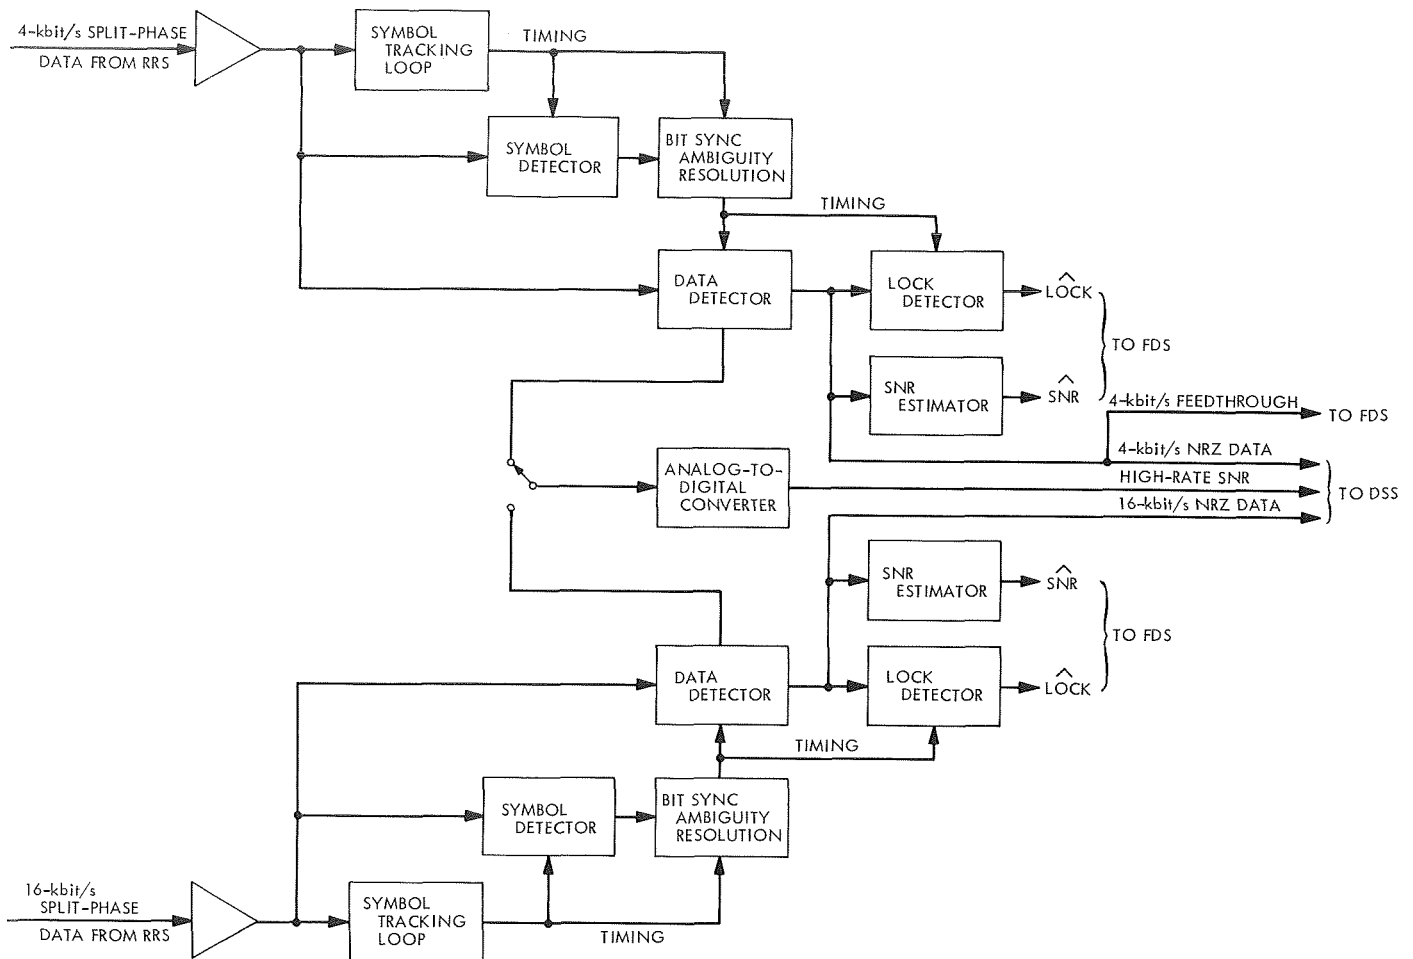 4-kbit/s SPLIT-PHASE
DATA FROM RRS
SYMBOL
TRACKING
LOOP
TIMING
SYMBOL
DETECTOR
BIT SYNC
AMBIGUITY
RESOLUTION
TIMING
DATA
DETECTOR
LOCK
DETECTOR
LOCK
TO FDS
SNR
ESTIMATOR
SNR
4-kbit/s FEEDTHROUGH
TO FDS
4-kbit/s NRZ DATA
ANALOG-TO-
DIGITAL
CONVERTER
HIGH-RATE SNR
TO DSS
16-kbit/s NRZ DATA
SNR
ESTIMATOR
SNR
TO FDS
DATA
DETECTOR
LOCK
DETECTOR
LOCK
TIMING
SYMBOL
DETECTOR
BIT SYNC
AMBIGUITY
RESOLUTION
16-kbit/s
SPLIT-PHASE
DATA FROM RRS
SYMBOL
TRACKING
LOOP
TIMING